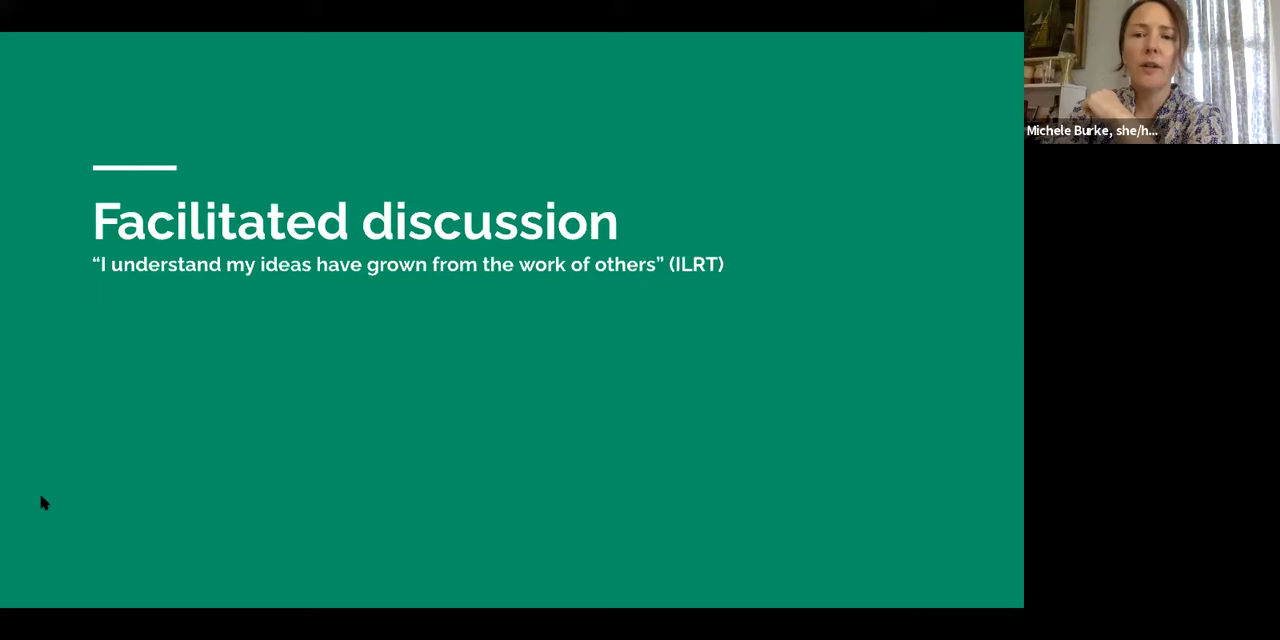 Facilitated discussion
“I understand my ideas have grown from the work of others” (ILRT)
Michele Burke, she/h...